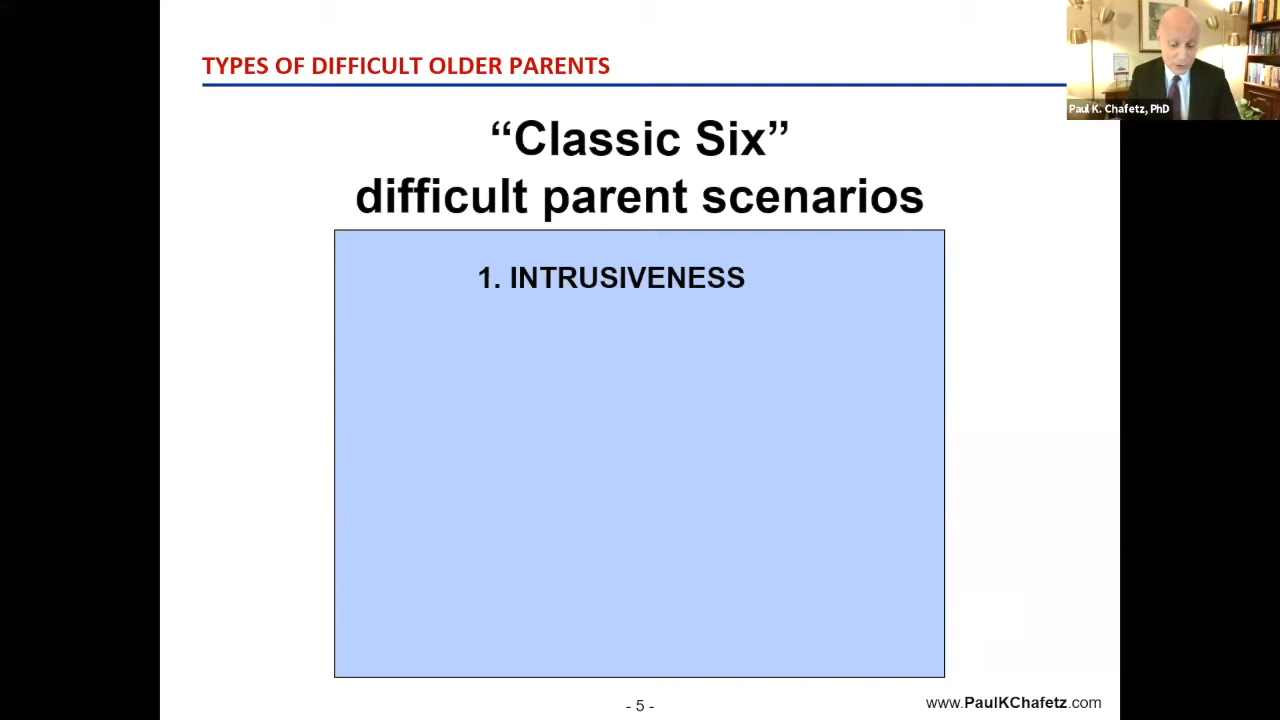 TYPES OF DIFFICULT OLDER PARENTS
Paul K. Chafetz, PhD
“Classic Six”
difficult parent scenarios
1. INTRUSIVENESS
- 5 -
www.PaulKChafetz.com